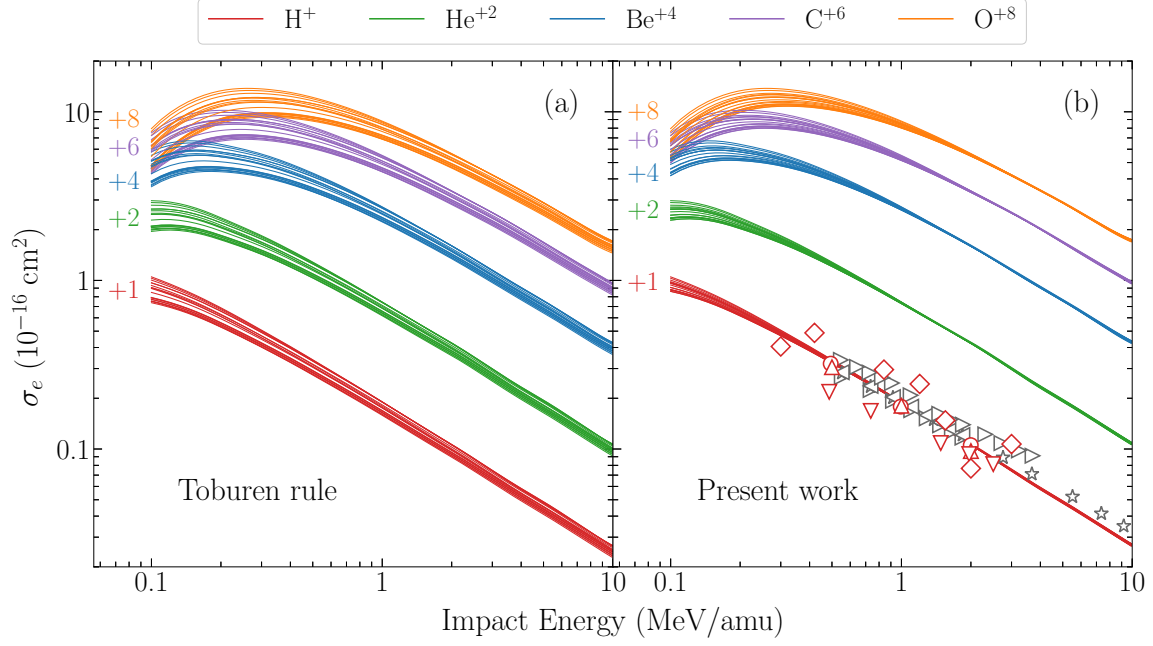 H⁺ He⁺² Be⁺⁴ C⁺⁶ O⁺⁸
(a) (b)
10 +8 +8
+6 +6
+4 +4
+2 +2
1 +1 +1
0.1
σₑ (10⁻¹⁶ cm²)
Toburen rule Present work
0.1 1 10 0.1 1 10
Impact Energy (MeV/amu)